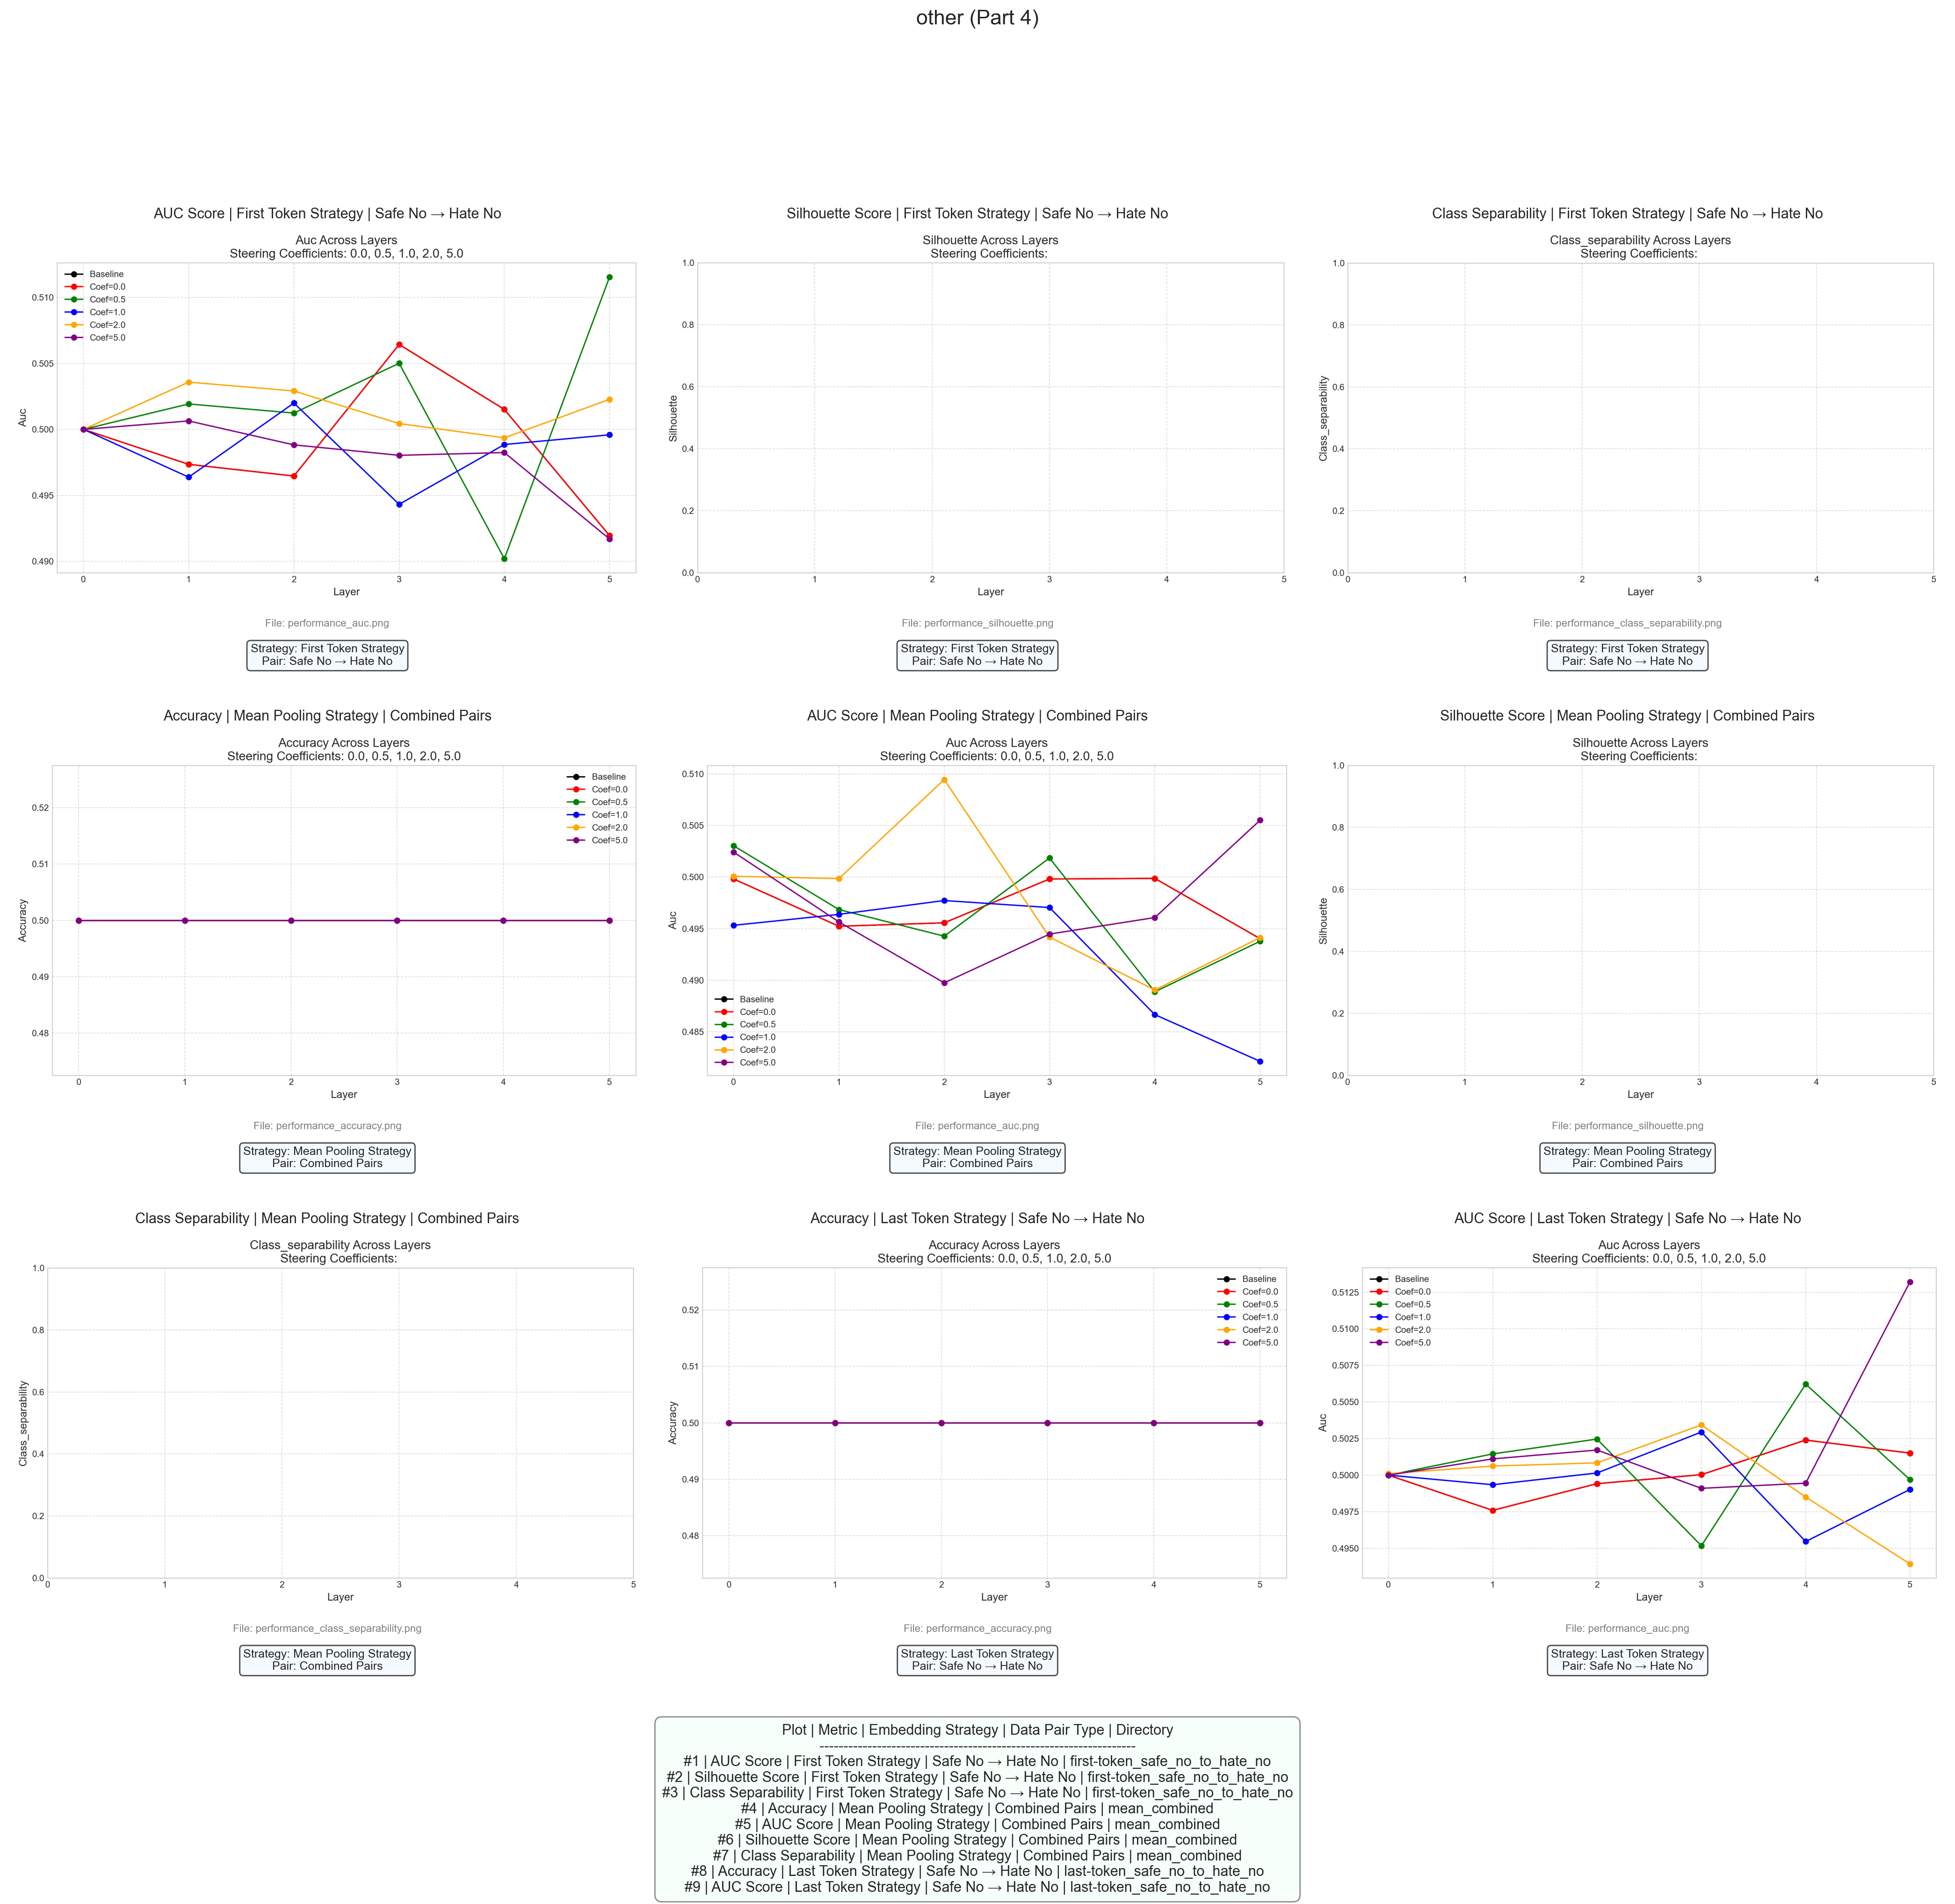 other (Part 4)
AUC Score | First Token Strategy | Safe No → Hate No
Auc Across Layers
Steering Coefficients: 0.0, 0.5, 1.0, 2.0, 5.0
Baseline
Coef=0.0
Coef=0.5
Coef=1.0
Coef=2.0
Coef=5.0
0.510
0.505
0.500
0.495
0.490
Auc
0 1 2 3 4 5
Layer
File: performance_auc.png
Strategy: First Token Strategy
Pair: Safe No → Hate No
Silhouette Score | First Token Strategy | Safe No → Hate No
Silhouette Across Layers
Steering Coefficients:
1.0
0.8
0.6
0.4
0.2
0.0
Silhouette
0 1 2 3 4 5
Layer
File: performance_silhouette.png
Strategy: First Token Strategy
Pair: Safe No → Hate No
Class Separability | First Token Strategy | Safe No → Hate No
Class_separability Across Layers
Steering Coefficients:
1.0
0.8
0.6
0.4
0.2
0.0
Class_separability
0 1 2 3 4 5
Layer
File: performance_class_separability.png
Strategy: First Token Strategy
Pair: Safe No → Hate No
Accuracy | Mean Pooling Strategy | Combined Pairs
Accuracy Across Layers
Steering Coefficients: 0.0, 0.5, 1.0, 2.0, 5.0
Baseline
Coef=0.0
Coef=0.5
Coef=1.0
Coef=2.0
Coef=5.0
0.52
0.51
0.50
0.49
0.48
Accuracy
0 1 2 3 4 5
Layer
File: performance_accuracy.png
Strategy: Mean Pooling Strategy
Pair: Combined Pairs
AUC Score | Mean Pooling Strategy | Combined Pairs
Auc Across Layers
Steering Coefficients: 0.0, 0.5, 1.0, 2.0, 5.0
0.510
0.505
0.500
0.495
0.490
0.485
Auc
Baseline
Coef=0.0
Coef=0.5
Coef=1.0
Coef=2.0
Coef=5.0
0 1 2 3 4 5
Layer
File: performance_auc.png
Strategy: Mean Pooling Strategy
Pair: Combined Pairs
Silhouette Score | Mean Pooling Strategy | Combined Pairs
Silhouette Across Layers
Steering Coefficients:
1.0
0.8
0.6
0.4
0.2
0.0
Silhouette
0 1 2 3 4 5
Layer
File: performance_silhouette.png
Strategy: Mean Pooling Strategy
Pair: Combined Pairs
Class Separability | Mean Pooling Strategy | Combined Pairs
Class_separability Across Layers
Steering Coefficients:
1.0
0.8
0.6
0.4
0.2
0.0
Class_separability
0 1 2 3 4 5
Layer
File: performance_class_separability.png
Strategy: Mean Pooling Strategy
Pair: Combined Pairs
Accuracy | Last Token Strategy | Safe No → Hate No
Accuracy Across Layers
Steering Coefficients: 0.0, 0.5, 1.0, 2.0, 5.0
Baseline
Coef=0.0
Coef=0.5
Coef=1.0
Coef=2.0
Coef=5.0
0.52
0.51
0.50
0.49
0.48
Accuracy
0 1 2 3 4 5
Layer
File: performance_accuracy.png
Strategy: Last Token Strategy
Pair: Safe No → Hate No
AUC Score | Last Token Strategy | Safe No → Hate No
Auc Across Layers
Steering Coefficients: 0.0, 0.5, 1.0, 2.0, 5.0
Baseline
Coef=0.0
Coef=0.5
Coef=1.0
Coef=2.0
Coef=5.0
0.5125
0.5100
0.5075
0.5050
0.5025
0.5000
0.4975
0.4950
Auc
0 1 2 3 4 5
Layer
File: performance_auc.png
Strategy: Last Token Strategy
Pair: Safe No → Hate No
Plot | Metric | Embedding Strategy | Data Pair Type | Directory
------------------------------------------------------------------
#1 | AUC Score | First Token Strategy | Safe No → Hate No | first-token_safe_no_to_hate_no
#2 | Silhouette Score | First Token Strategy | Safe No → Hate No | first-token_safe_no_to_hate_no
#3 | Class Separability | First Token Strategy | Safe No → Hate No | first-token_safe_no_to_hate_no
#4 | Accuracy | Mean Pooling Strategy | Combined Pairs | mean_combined
#5 | AUC Score | Mean Pooling Strategy | Combined Pairs | mean_combined
#6 | Silhouette Score | Mean Pooling Strategy | Combined Pairs | mean_combined
#7 | Class Separability | Mean Pooling Strategy | Combined Pairs | mean_combined
#8 | Accuracy | Last Token Strategy | Safe No → Hate No | last-token_safe_no_to_hate_no
#9 | AUC Score | Last Token Strategy | Safe No → Hate No | last-token_safe_no_to_hate_no